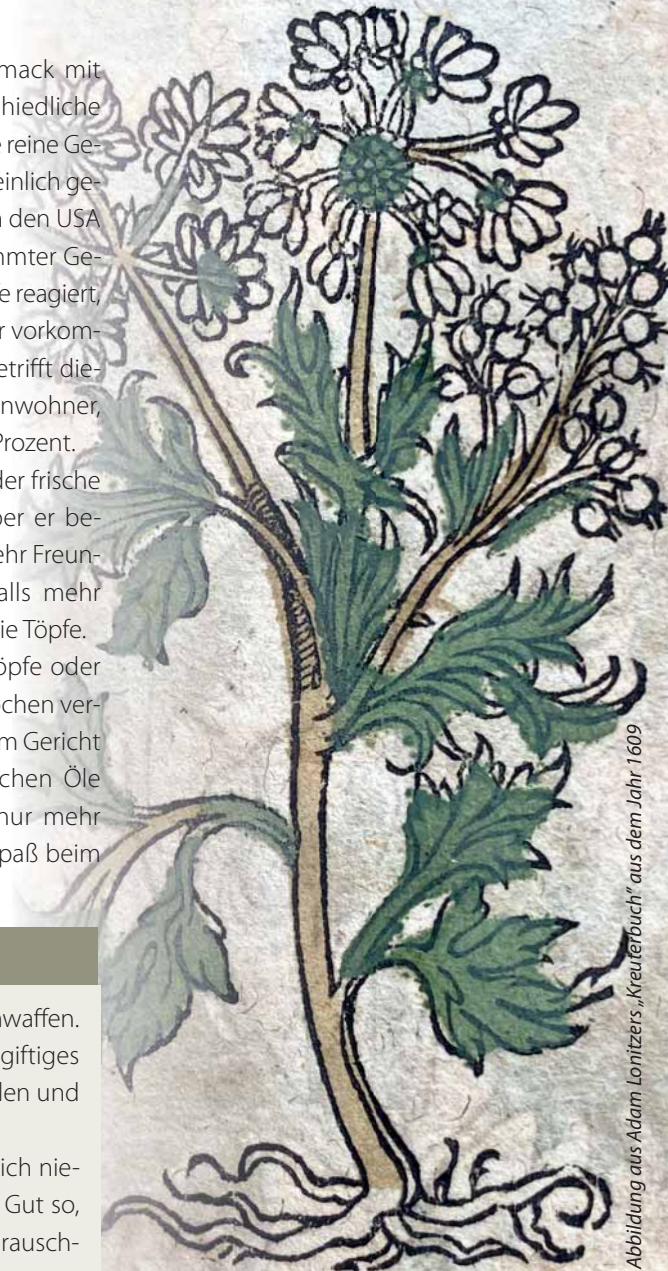 mack mit
hiedliche
e reine Ge-
einlich ge-
n den USA
mmter Ge-
e reagiert,
r vorkom-
etrifft die-
nwohner,
Prozent.
der frische
ber er be-
ehr Freun-
alls mehr
ie Töpfe.
öpfe oder
ochen ver-
m Gericht
chen Öle
nur mehr
paß beim
nwaffen.
giftiges
den und
ich nie-
Gut so,
rausch-
Abbildung aus Adam Lonitzers „Kreuterbuch“ aus dem Jahr 1609